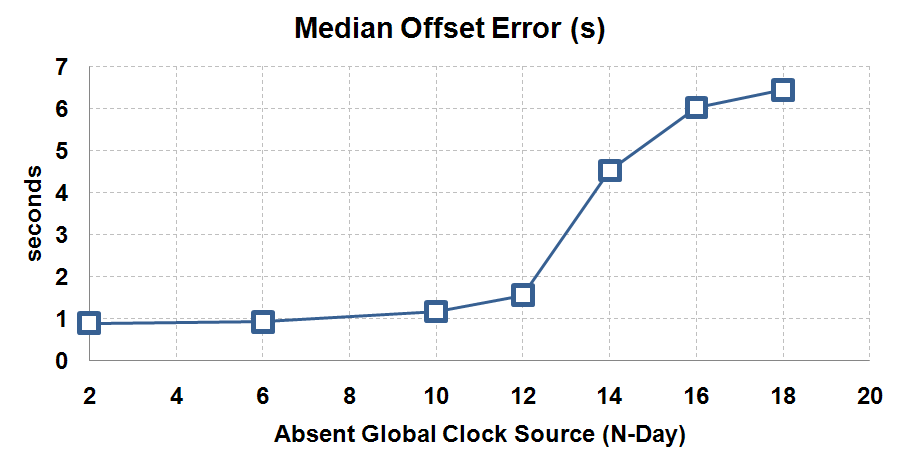 Median Offset Error (s)
7
6
5
4
3
2
1
0
seconds
2 4 6 8 10 12 14 16 18 20
Absent Global Clock Source (N-Day)